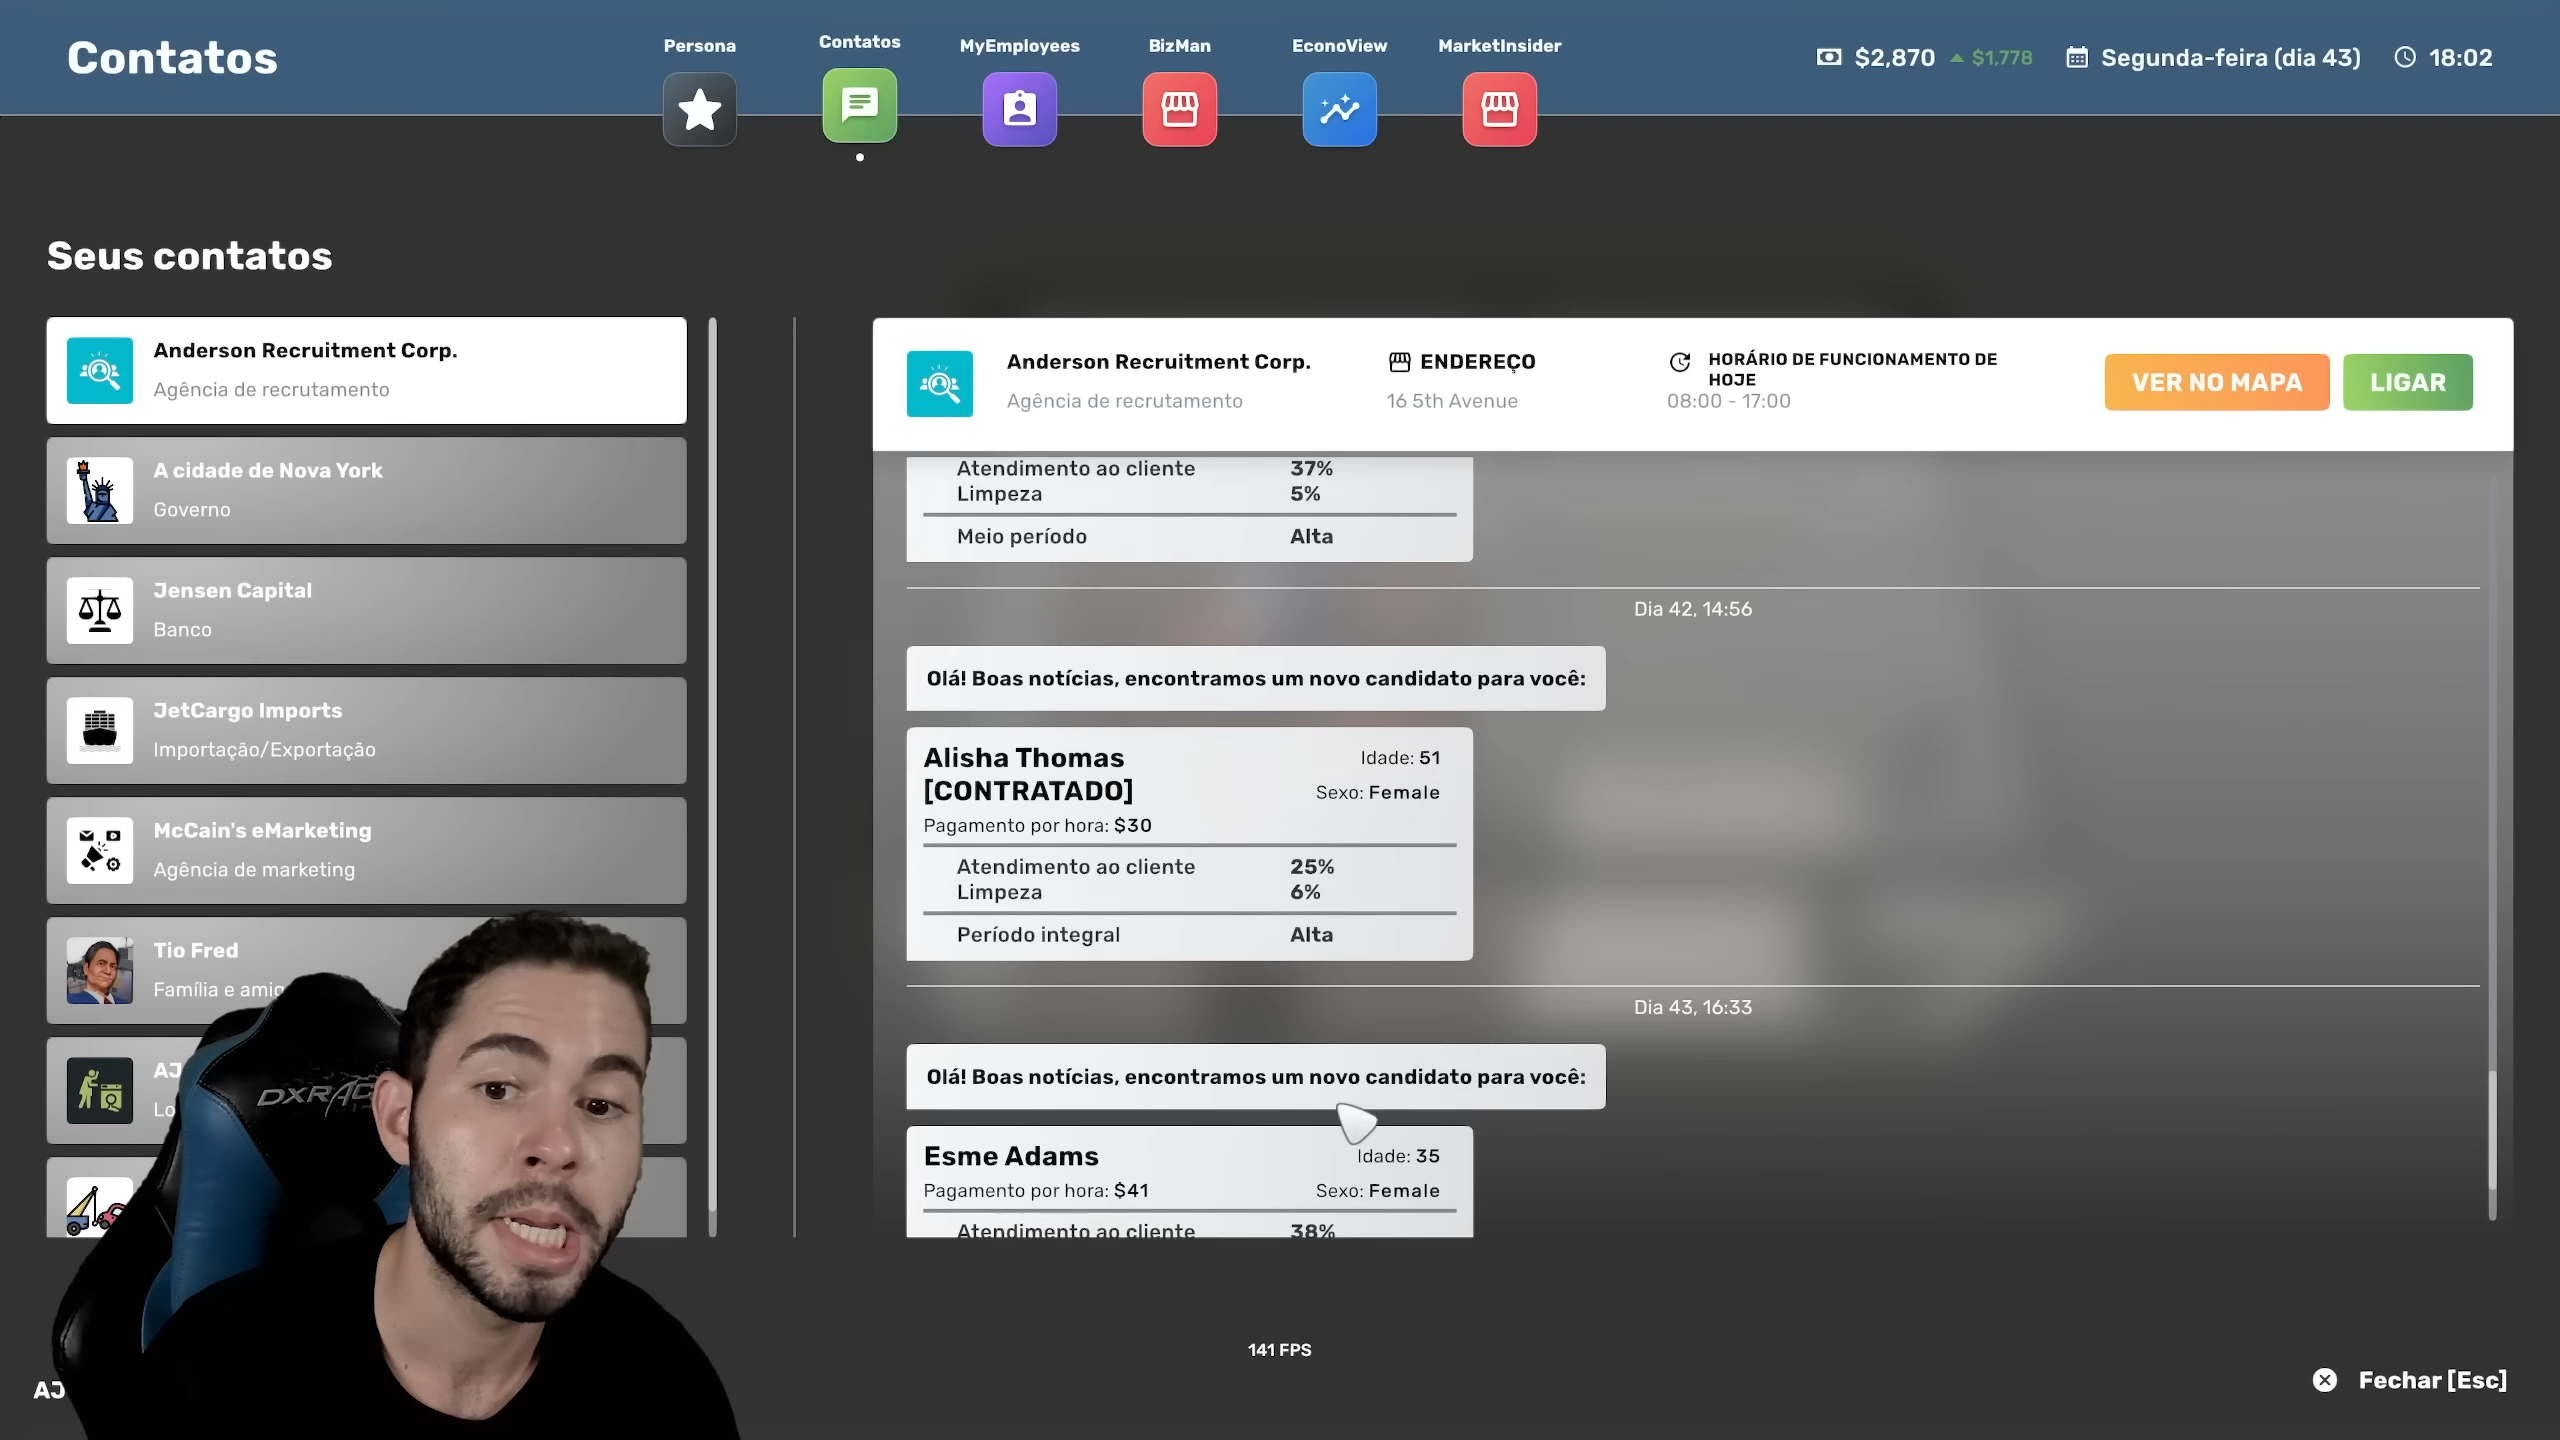 Contatos
Persona
Contatos
MyEmployees
BizMan
EconoView
MarketInsider
$2,870
$1,778
Segunda-feira (dia 43)
18:02
Seus contatos
Anderson Recruitment Corp.
Agência de recrutamento
A cidade de Nova York
Governo
Jensen Capital
Banco
JetCargo Imports
Importação/Exportação
McCain's eMarketing
Agência de marketing
Tio Fred
Família e amig
AJ
Lo
Anderson Recruitment Corp.
Agência de recrutamento
ENDEREÇO
16 5th Avenue
HORÁRIO DE FUNCIONAMENTO DE
HOJE
08:00 - 17:00
VER NO MAPA
LIGAR
Atendimento ao cliente 37%
Limpeza 5%
Meio período Alta
Dia 42, 14:56
Olá! Boas notícias, encontramos um novo candidato para você:
Alisha Thomas Idade: 51
[CONTRATADO] Sexo: Female
Pagamento por hora: $30
Atendimento ao cliente 25%
Limpeza 6%
Período integral Alta
Dia 43, 16:33
Olá! Boas notícias, encontramos um novo candidato para você:
Esme Adams Idade: 35
Pagamento por hora: $41 Sexo: Female
Atendimento ao cliente 38%
DXRAC
141 FPS
AJ
Fechar [Esc]